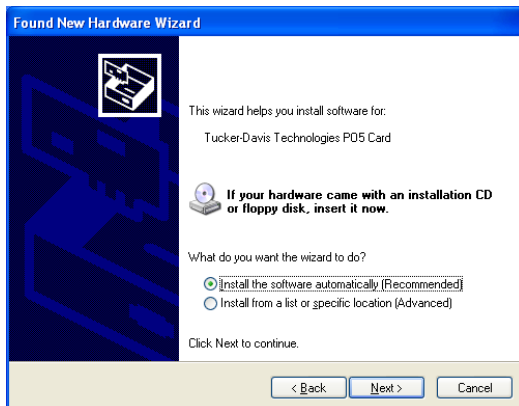 Found New Hardware Wizard
This wizard helps you install software for:
Tucker-Davis Technologies PO5 Card
If your hardware came with an installation CD
or floppy disk, insert it now.
What do you want the wizard to do?
Install the software automatically (Recommended)
Install from a list or specific location (Advanced)
Click Next to continue.
< Back Next > Cancel